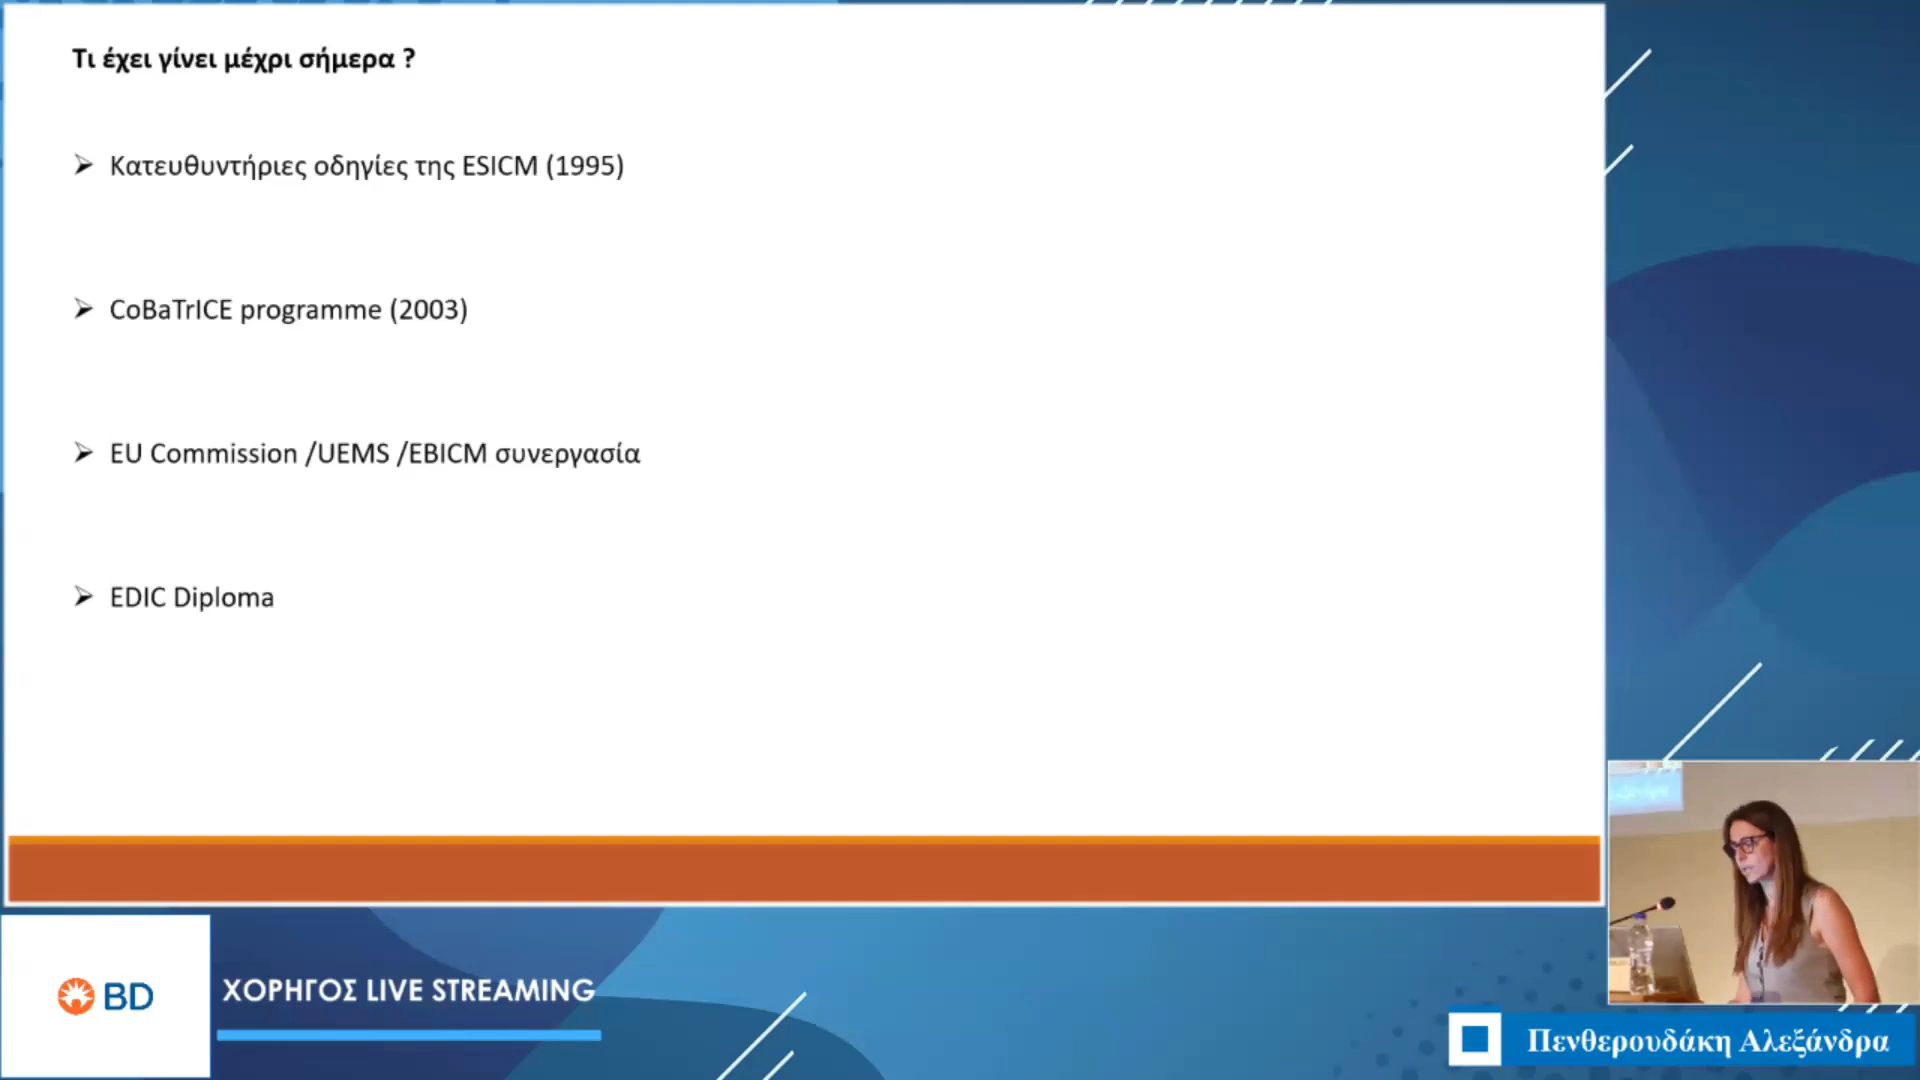 Τι έχει γίνει μέχρι σήμερα ?
Κατευθυντήριες οδηγίες της ESICM (1995)
CoBaTrICE programme (2003)
EU Commission /UEMS /EBICM συνεργασία
EDIC Diploma
BD
ΧΟΡΗΓΟΣ LIVE STREAMING
Πενθερουδάκη Αλεξάνδρα